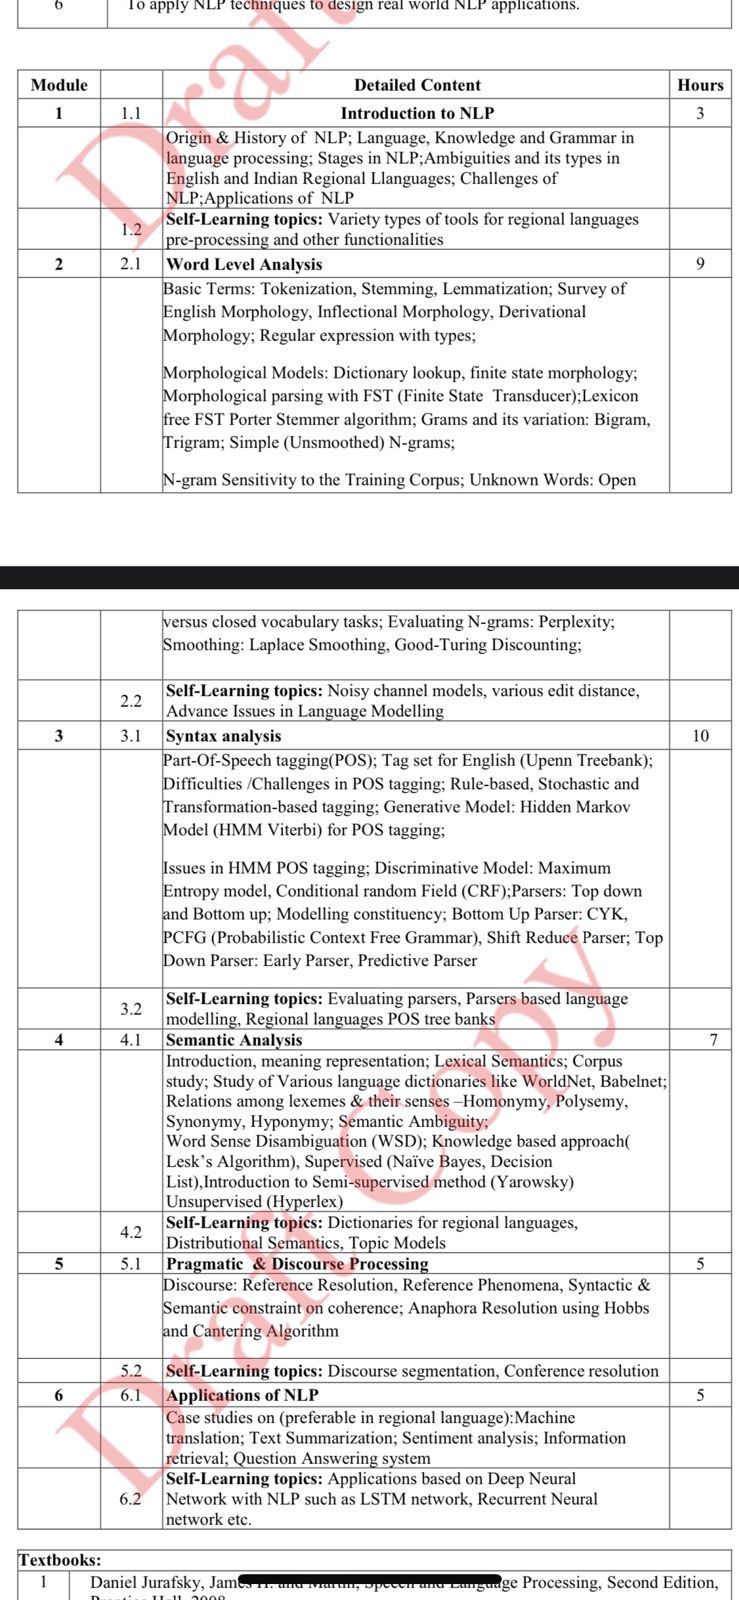 6 To apply NLP techniques to design real world NLP applications.
Module Detailed Content Hours
1 1.1 Introduction to NLP 3
Origin & History of NLP; Language, Knowledge and Grammar in
language processing; Stages in NLP;Ambiguities and its types in
English and Indian Regional Llanguages; Challenges of
NLP;Applications of NLP
1.2 Self-Learning topics: Variety types of tools for regional languages
pre-processing and other functionalities
2 2.1 Word Level Analysis 9
Basic Terms: Tokenization, Stemming, Lemmatization; Survey of
English Morphology, Inflectional Morphology, Derivational
Morphology; Regular expression with types;
Morphological Models: Dictionary lookup, finite state morphology;
Morphological parsing with FST (Finite State Transducer);Lexicon
free FST Porter Stemmer algorithm; Grams and its variation: Bigram,
Trigram; Simple (Unsmoothed) N-grams;
N-gram Sensitivity to the Training Corpus; Unknown Words: Open
Draft
versus closed vocabulary tasks; Evaluating N-grams: Perplexity;
Smoothing: Laplace Smoothing, Good-Turing Discounting;
2.2 Self-Learning topics: Noisy channel models, various edit distance,
Advance Issues in Language Modelling
3 3.1 Syntax analysis 10
Part-Of-Speech tagging(POS); Tag set for English (Upenn Treebank);
Difficulties /Challenges in POS tagging; Rule-based, Stochastic and
Transformation-based tagging; Generative Model: Hidden Markov
Model (HMM Viterbi) for POS tagging;
Issues in HMM POS tagging; Discriminative Model: Maximum
Entropy model, Conditional random Field (CRF);Parsers: Top down
and Bottom up; Modelling constituency; Bottom Up Parser: CYK,
PCFG (Probabilistic Context Free Grammar), Shift Reduce Parser; Top
Down Parser: Early Parser, Predictive Parser
3.2 Self-Learning topics: Evaluating parsers, Parsers based language
modelling, Regional languages POS tree banks
4 4.1 Semantic Analysis 7
Introduction, meaning representation; Lexical Semantics; Corpus
study; Study of Various language dictionaries like WorldNet, Babelnet;
Relations among lexemes & their senses –Homonymy, Polysemy,
Synonymy, Hyponymy; Semantic Ambiguity;
Word Sense Disambiguation (WSD); Knowledge based approach(
Lesk's Algorithm), Supervised (Naïve Bayes, Decision
List),Introduction to Semi-supervised method (Yarowsky)
Unsupervised (Hyperlex)
4.2 Self-Learning topics: Dictionaries for regional languages,
Distributional Semantics, Topic Models
5 5.1 Pragmatic & Discourse Processing 5
Discourse: Reference Resolution, Reference Phenomena, Syntactic &
Semantic constraint on coherence; Anaphora Resolution using Hobbs
and Cantering Algorithm
5.2 Self-Learning topics: Discourse segmentation, Conference resolution
6 6.1 Applications of NLP 5
Case studies on (preferable in regional language):Machine
translation; Text Summarization; Sentiment analysis; Information
retrieval; Question Answering system
6.2 Self-Learning topics: Applications based on Deep Neural
Network with NLP such as LSTM network, Recurrent Neural
network etc.
Draft Copy
Textbooks:
1 Daniel Jurafsky, James H. and Martin, Speech and Language Processing, Second Edition,